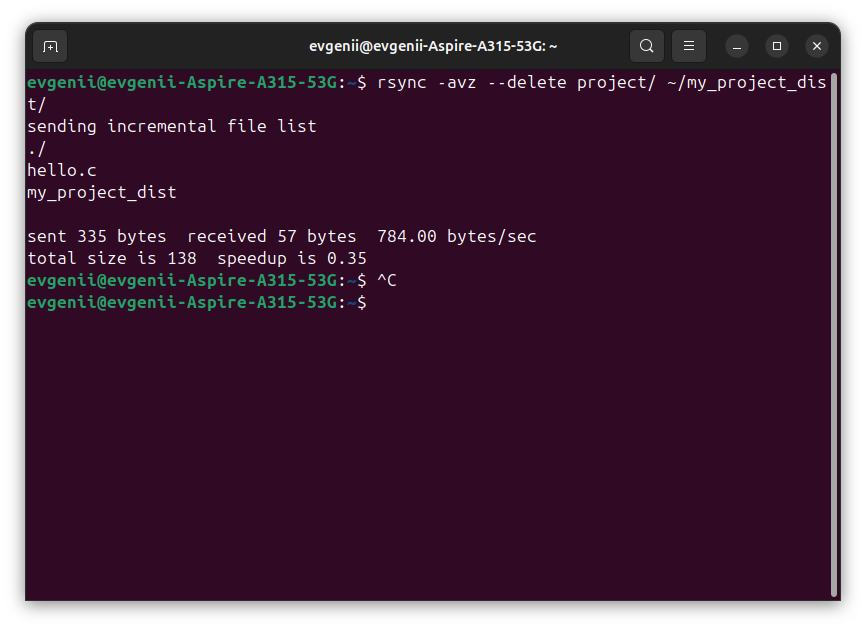 evgenii@evgenii-Aspire-A315-53G: ~
evgenii@evgenii-Aspire-A315-53G:~$ rsync -avz --delete project/ ~/my_project_dis
t/
sending incremental file list
./
hello.c
my_project_dist
sent 335 bytes  received 57 bytes  784.00 bytes/sec
total size is 138  speedup is 0.35
evgenii@evgenii-Aspire-A315-53G:~$ ^C
evgenii@evgenii-Aspire-A315-53G:~$